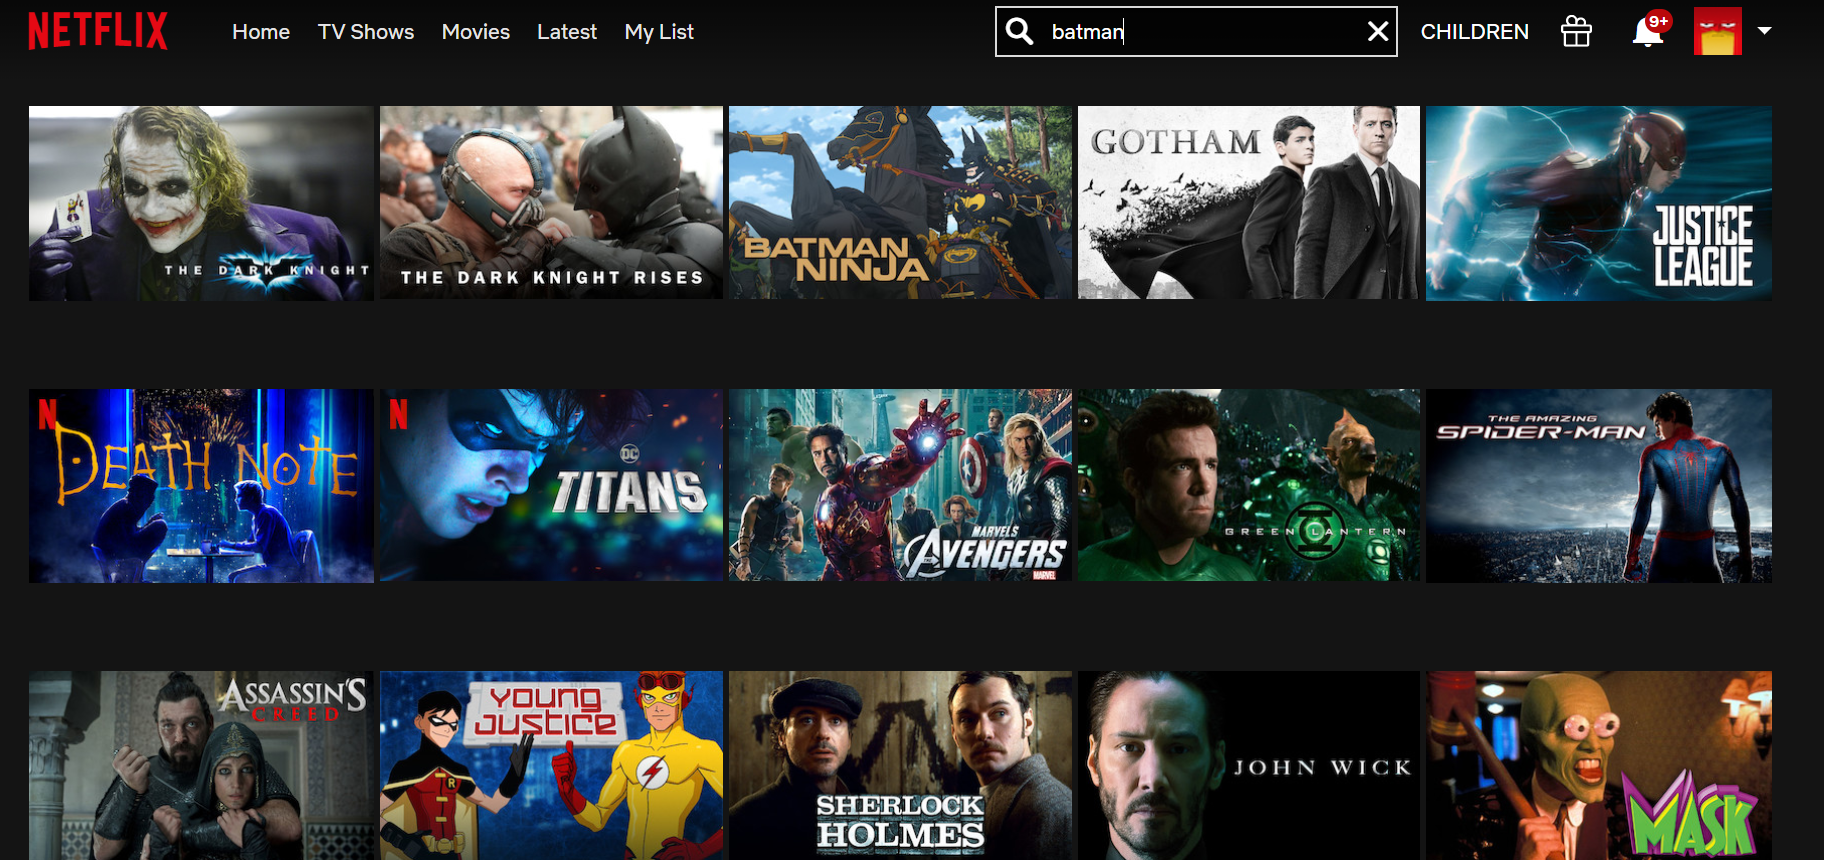 NETFLIX
Home TV Shows Movies Latest My List
batman
CHILDREN
9+
THE DARK KNIGHT
THE DARK KNIGHT RISES
BATMAN
NINJA
GOTHAM
JUSTICE
LEAGUE
N
DEATH NOTE
N
DC
TITANS
MARVEL'S
AVENGERS
MARVEL
GREEN LANTERN
THE AMAZING
SPIDER-MAN
ASSASSIN'S
CREED
YOUNG
JUSTICE
R
SHERLOCK
HOLMES
JOHN WICK
MASK